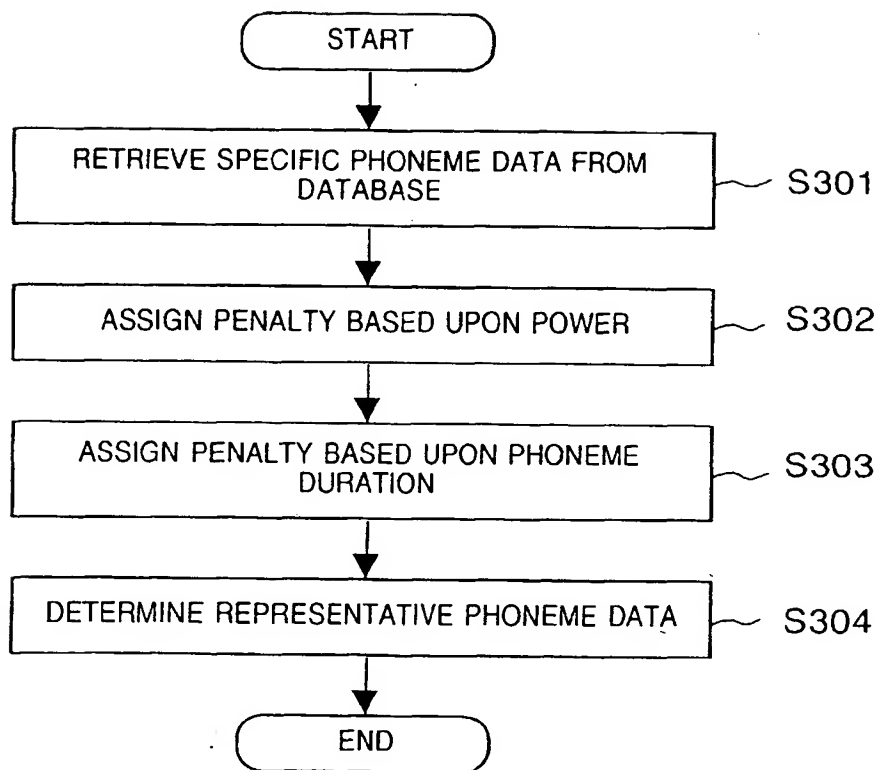 START
RETRIEVE SPECIFIC PHONEME DATA FROM
DATABASE
S301
ASSIGN PENALTY BASED UPON POWER
S302
ASSIGN PENALTY BASED UPON PHONEME
DURATION
S303
DETERMINE REPRESENTATIVE PHONEME DATA
S304
END